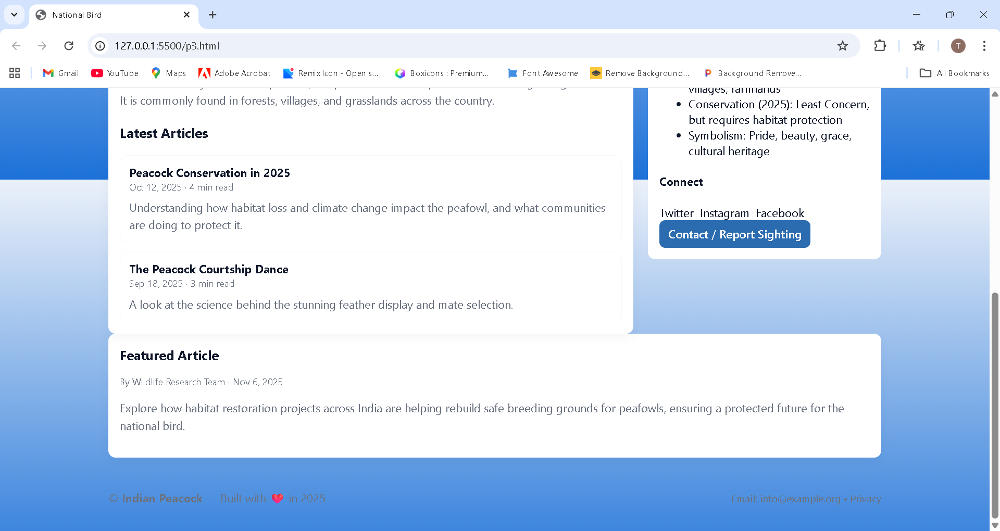 National Bird
127.0.0.1:5500/p3.html
T
Gmail
YouTube
Maps
Adobe Acrobat
Remix Icon - Open s...
Boxicons : Premium...
Font Awesome
Remove Background...
Background Remove...
All Bookmarks
It is commonly found in forests, villages, and grasslands across the country.
Latest Articles
Peacock Conservation in 2025
Oct 12, 2025 · 4 min read
Understanding how habitat loss and climate change impact the peafowl, and what communities
are doing to protect it.
The Peacock Courtship Dance
Sep 18, 2025 · 3 min read
A look at the science behind the stunning feather display and mate selection.
villages, farmlands
• Conservation (2025): Least Concern,
but requires habitat protection
• Symbolism: Pride, beauty, grace,
cultural heritage
Connect
Twitter Instagram Facebook
Contact / Report Sighting
Featured Article
By Wildlife Research Team · Nov 6, 2025
Explore how habitat restoration projects across India are helping rebuild safe breeding grounds for peafowls, ensuring a protected future for the
national bird.
© Indian Peacock — Built with ❤️ in 2025
Email: info@example.org • Privacy